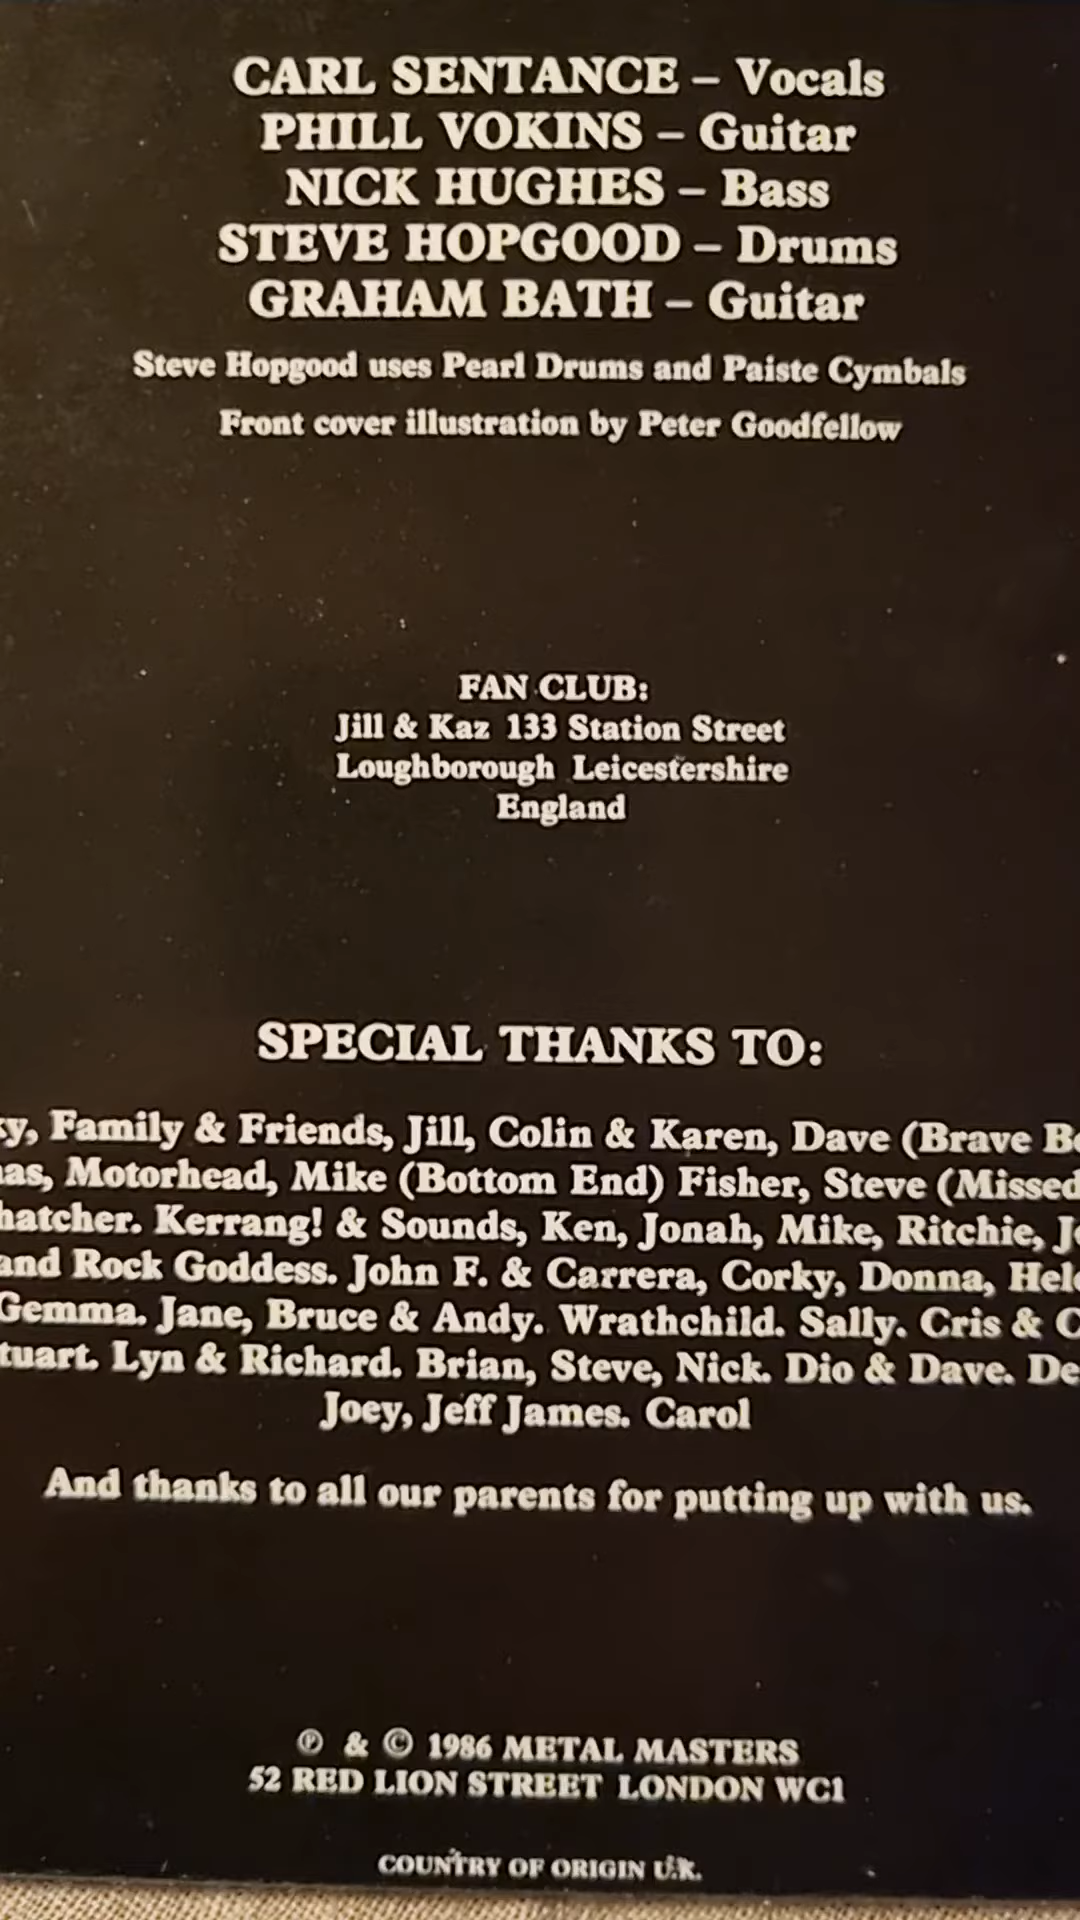 CARL SENTANCE – Vocals
PHILL VOKINS – Guitar
NICK HUGHES – Bass
STEVE HOPGOOD – Drums
GRAHAM BATH – Guitar
Steve Hopgood uses Pearl Drums and Paiste Cymbals
Front cover illustration by Peter Goodfellow
FAN CLUB:
Jill & Kaz 133 Station Street
Loughborough Leicestershire
England
SPECIAL THANKS TO:
Family & Friends, Jill, Colin & Karen, Dave (Brave
Motorhead, Mike (Bottom End) Fisher, Steve (Missed
hatcher. Kerrang! & Sounds, Ken, Jonah, Mike, Ritchie,
and Rock Goddess. John F. & Carrera, Corky, Donna,
Gemma. Jane, Bruce & Andy. Wrathchild. Sally. Cris &
tuart. Lyn & Richard. Brian, Steve, Nick. Dio & Dave.
Joey, Jeff James. Carol
And thanks to all our parents for putting up with us.
℗ & © 1986 METAL MASTERS
52 RED LION STREET LONDON WC1
COUNTRY OF ORIGIN U.K.